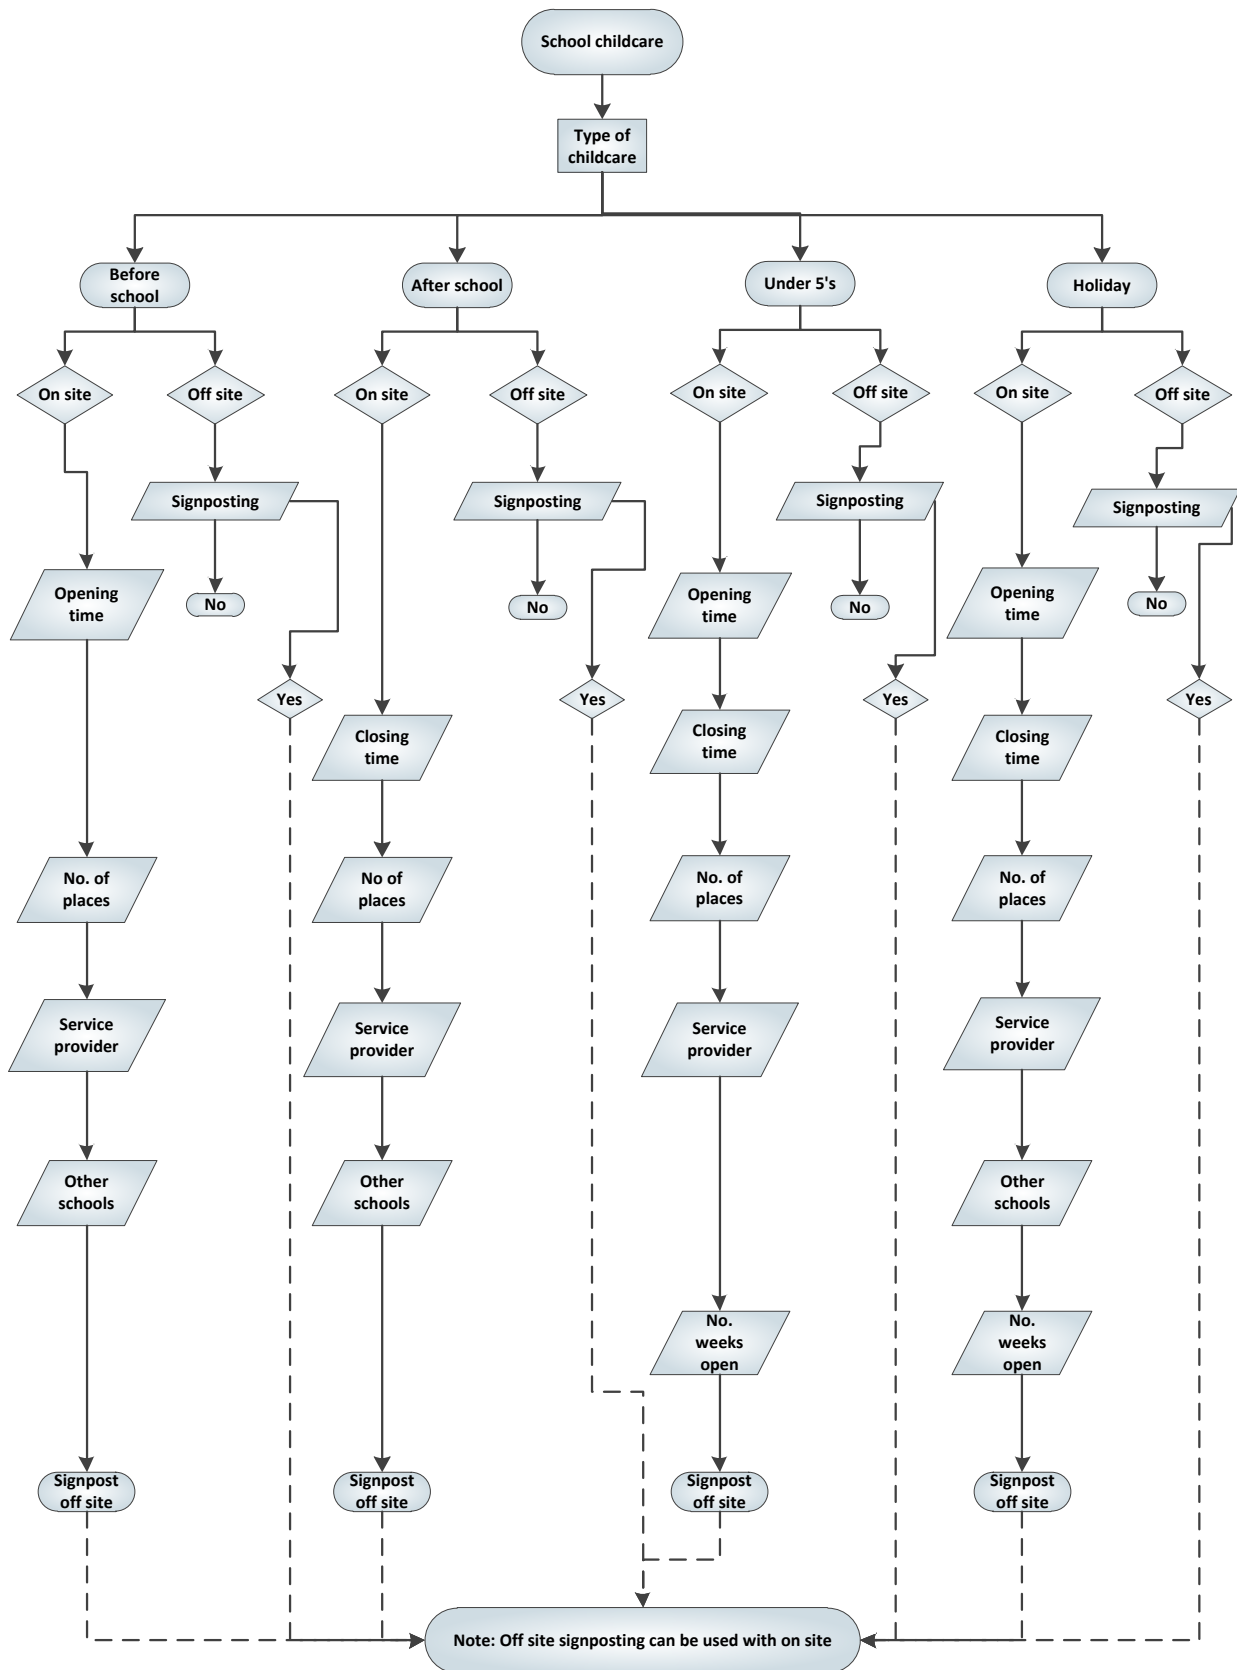 School childcare
Type of
childcare
Before
school
After school
Under 5's
Holiday
On site
Off site
On site
Off site
On site
Off site
On site
Off site
Signposting
Signposting
Signposting
Signposting
Opening
time
No
No
Opening
time
No
Opening
time
No
Yes
Yes
Yes
Yes
Closing
time
Closing
time
Closing
time
No. of
places
No of
places
No. of
places
No. of
places
Service
provider
Service
provider
Service
provider
Service
provider
Other
schools
Other
schools
Other
schools
No.
weeks
open
No.
weeks
open
Signpost
off site
Signpost
off site
Signpost
off site
Signpost
off site
Note: Off site signposting can be used with on site